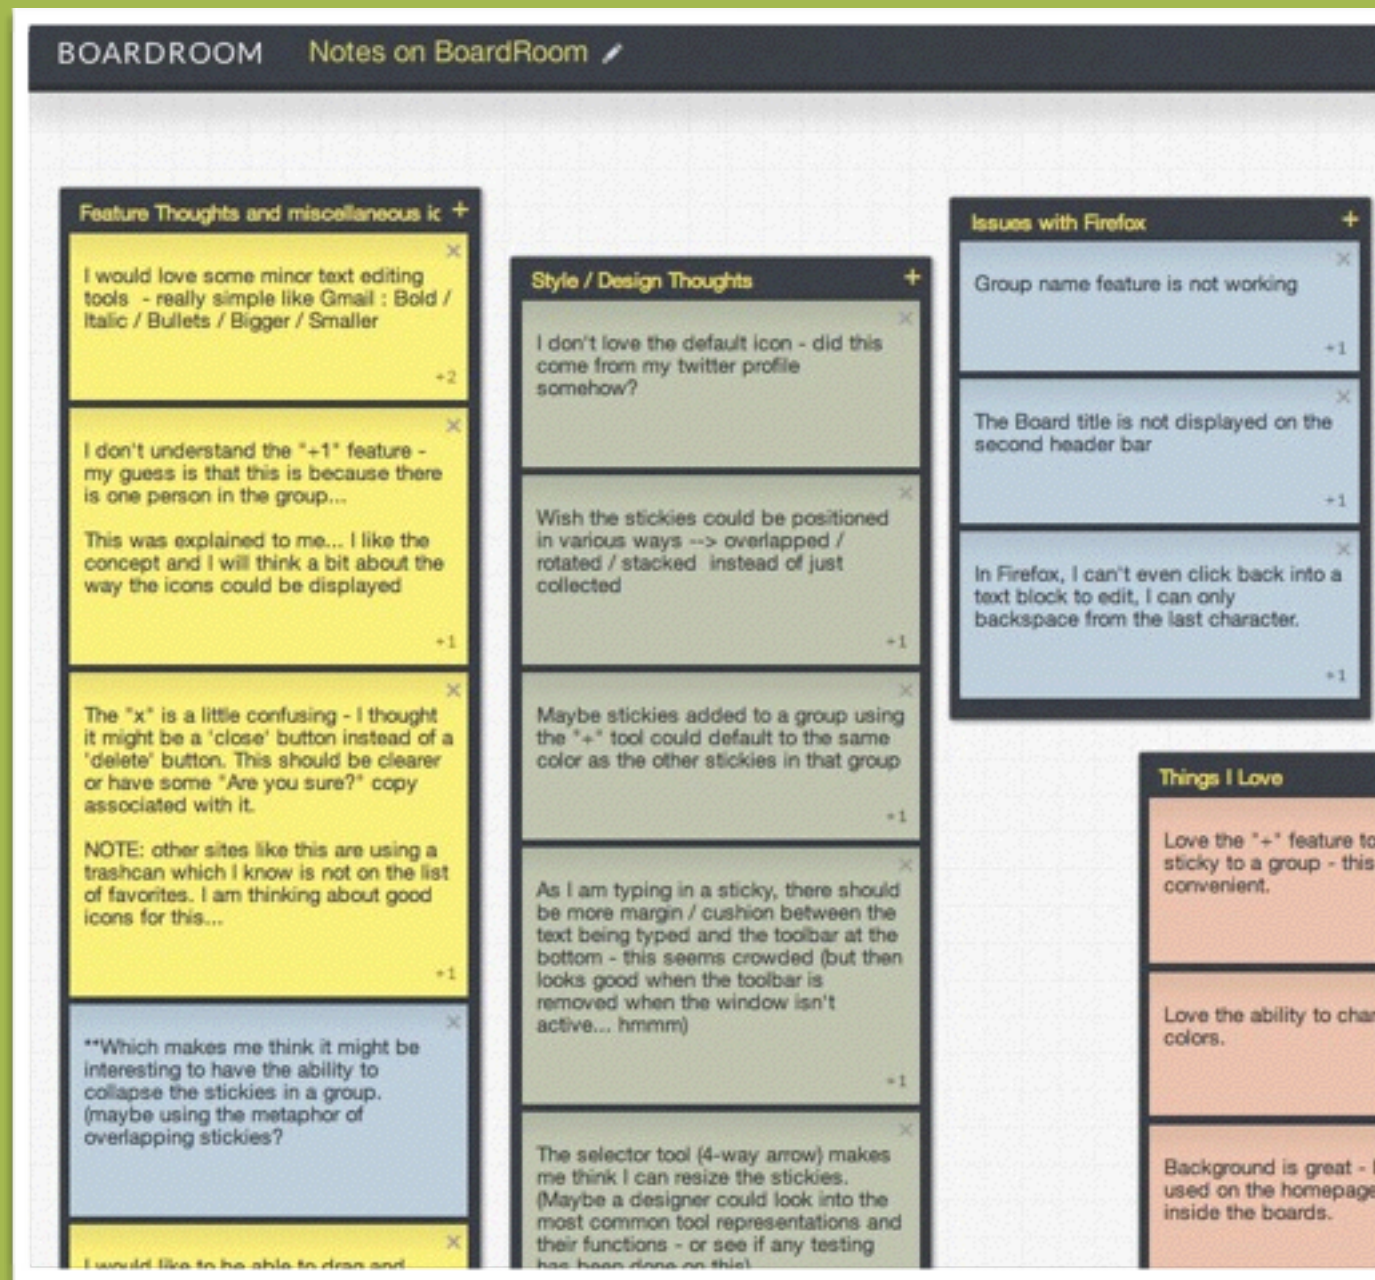 BOARDROOM Notes on BoardRoom
Feature Thoughts and miscellaneous ic +
I would love some minor text editing
tools - really simple like Gmail : Bold /
Italic / Bullets / Bigger / Smaller
+2
I don't understand the "+1" feature -
my guess is that this is because there
is one person in the group...
This was explained to me... I like the
concept and I will think a bit about the
way the icons could be displayed
+1
The "x" is a little confusing - I thought
it might be a 'close' button instead of a
'delete' button. This should be clearer
or have some "Are you sure?" copy
associated with it.
NOTE: other sites like this are using a
trashcan which I know is not on the list
of favorites. I am thinking about good
icons for this...
+1
**Which makes me think it might be
interesting to have the ability to
collapse the stickies in a group.
(maybe using the metaphor of
overlapping stickies?
I would like to be able to drag and
Style / Design Thoughts +
I don't love the default icon - did this
come from my twitter profile
somehow?
Wish the stickies could be positioned
in various ways --> overlapped /
rotated / stacked instead of just
collected
+1
Maybe stickies added to a group using
the "+" tool could default to the same
color as the other stickies in that group
+1
As I am typing in a sticky, there should
be more margin / cushion between the
text being typed and the toolbar at the
bottom - this seems crowded (but then
looks good when the toolbar is
removed when the window isn't
active... hmmm)
+1
The selector tool (4-way arrow) makes
me think I can resize the stickies.
(Maybe a designer could look into the
most common tool representations and
their functions - or see if any testing
has been done on this)
Issues with Firefox +
Group name feature is not working
+1
The Board title is not displayed on the
second header bar
+1
In Firefox, I can't even click back into a
text block to edit, I can only
backspace from the last character.
+1
Things I Love
Love the "+" feature to
sticky to a group - this
convenient.
Love the ability to
colors.
Background is great -
used on the homepage
inside the boards.